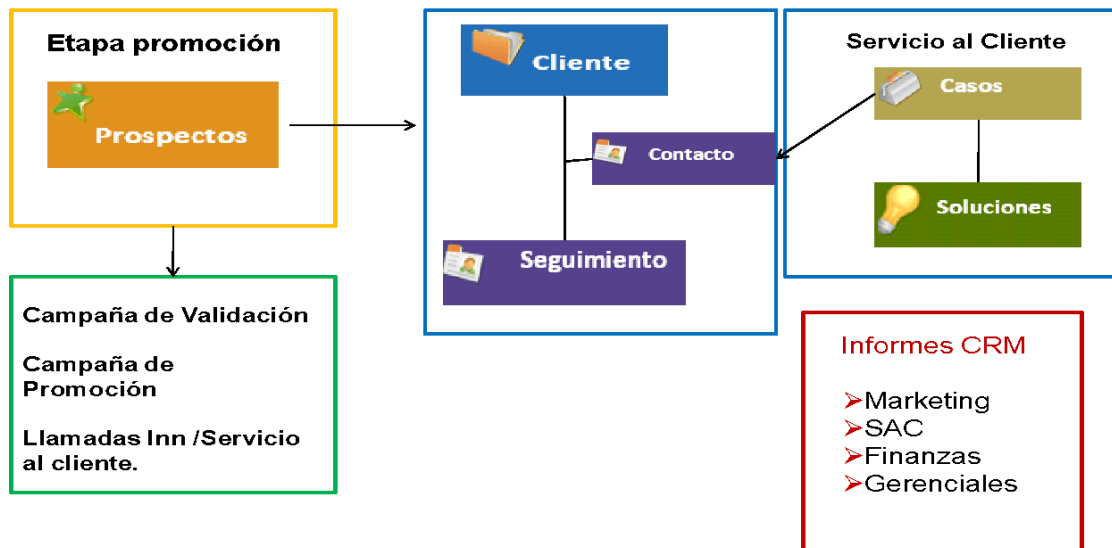 Etapa promoción
Prospectos
Campaña de Validación
Campaña de
Promoción
Llamadas Inn /Servicio
al cliente.
Cliente
Contacto
Seguimiento
Servicio al Cliente
Casos
Soluciones
Informes CRM
Marketing
SAC
Finanzas
Gerenciales